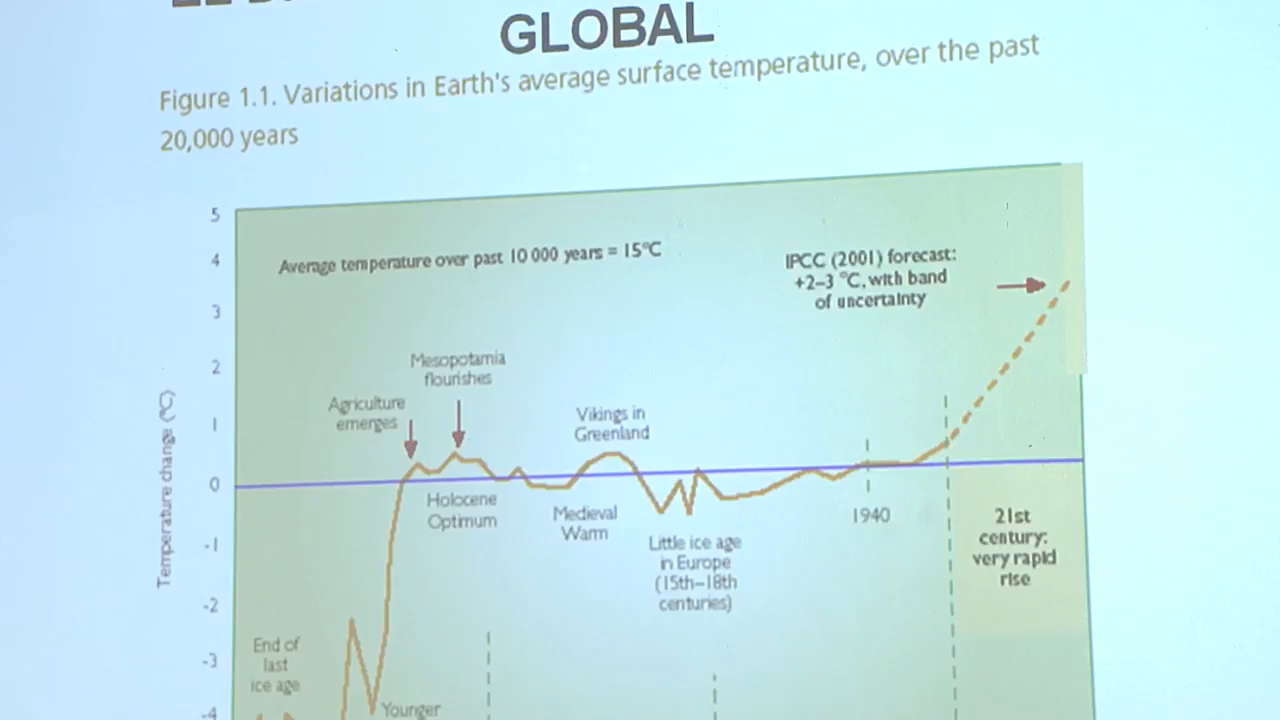 GLOBAL
Figure 1.1. Variations in Earth's average surface temperature, over the past
20,000 years
5
4
3
2
1
0
-1
-2
-3
-4
Temperature change (°C)
Average temperature over past 10 000 years = 15°C
IPCC (2001) forecast:
+2–3 °C, with band
of uncertainty
Mesopotamia
flourishes
Agriculture
emerges
Vikings in
Greenland
Holocene
Optimum
Medieval
Warm
Little ice age
in Europe
(15th–18th
centuries)
1940
21st
century:
very rapid
rise
End of
last
ice age
Younger